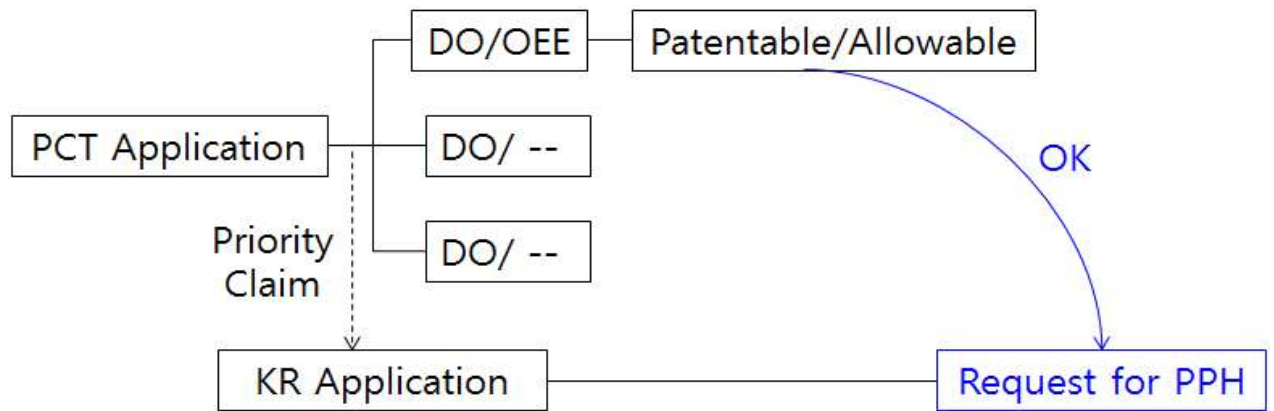 DO/OEE
Patentable/Allowable
PCT Application
DO/ --
OK
Priority
Claim
DO/ --
KR Application
Request for PPH